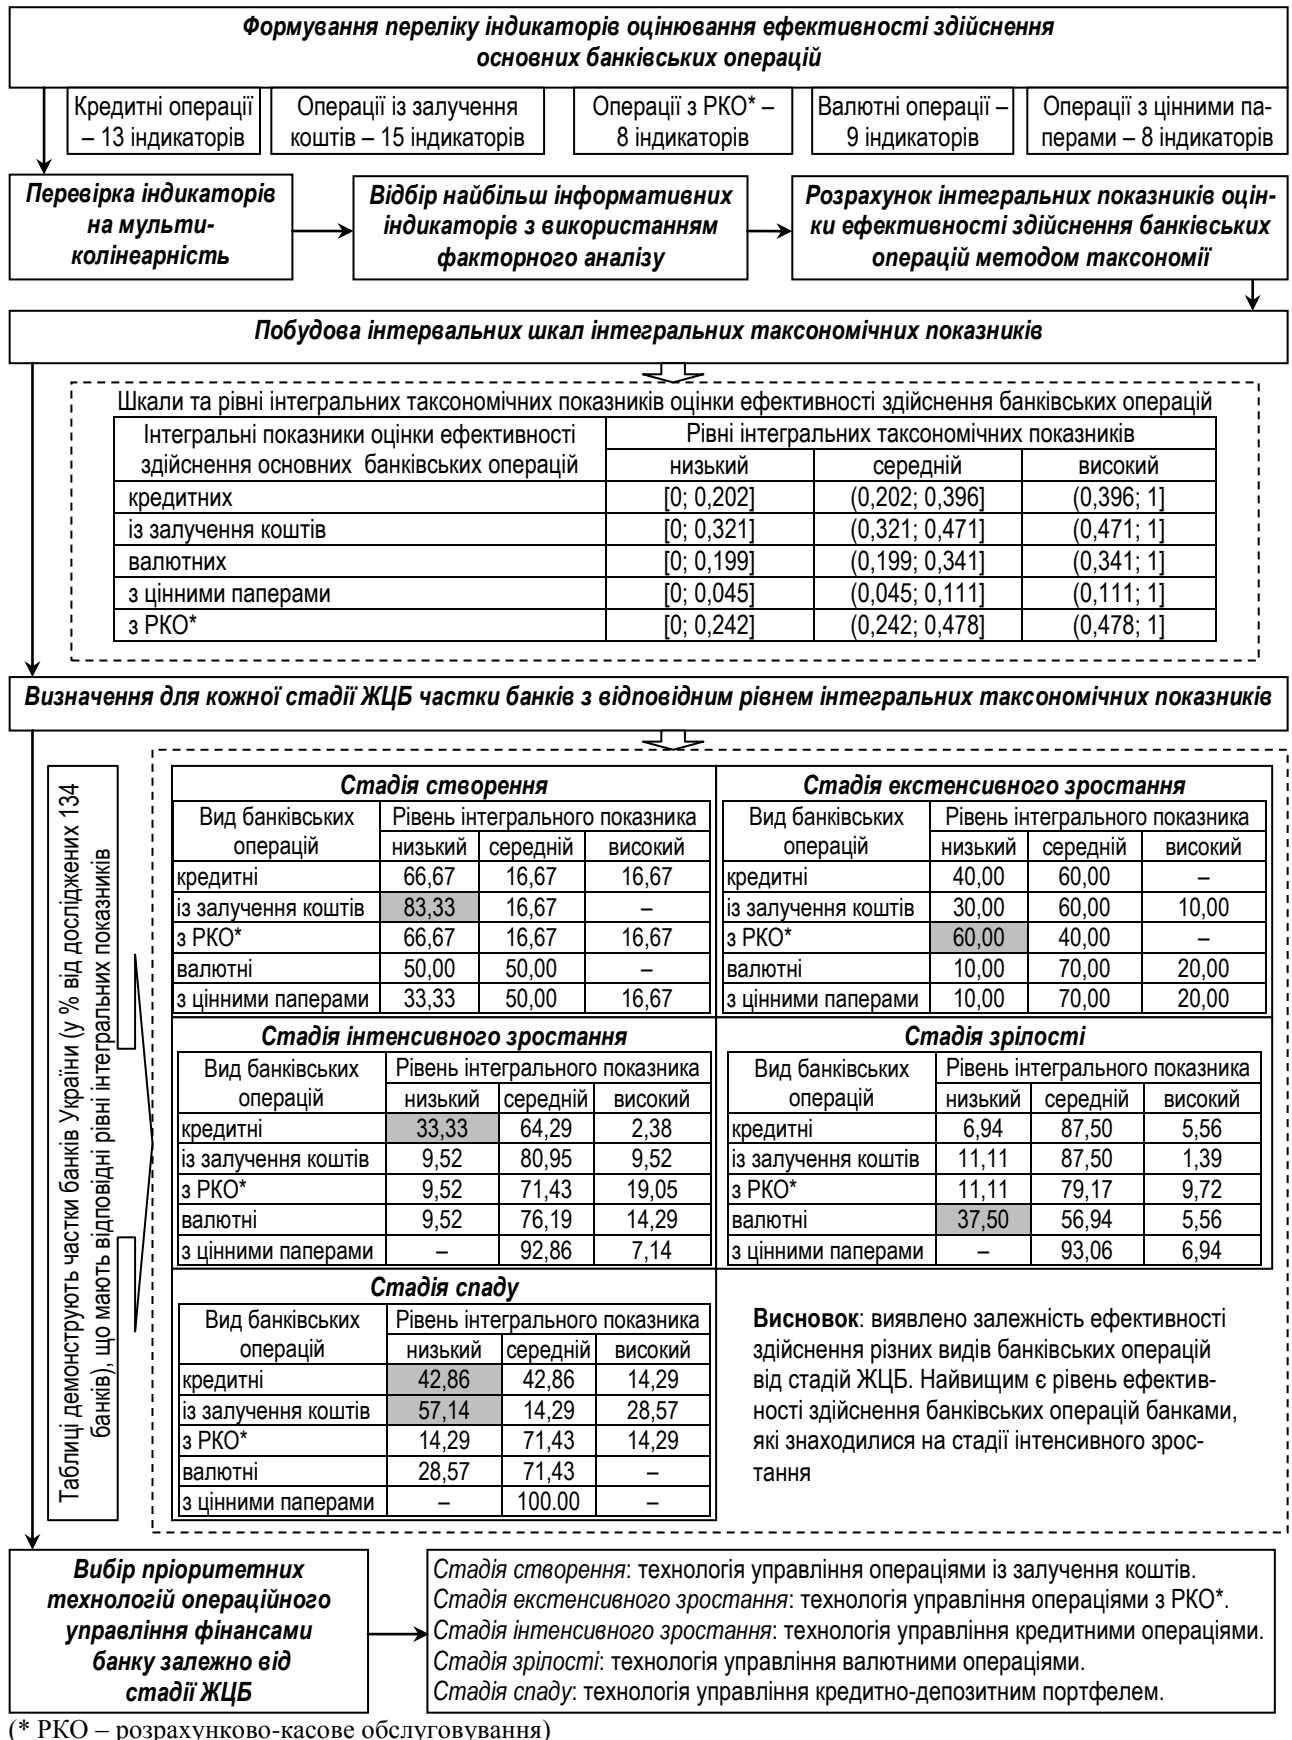 Формування переліку індикаторів оцінювання ефективності здійснення
основних банківських операцій
Кредитні операції
– 13 індикаторів
Операції із залучення
коштів – 15 індикаторів
Операції з РКО* –
8 індикаторів
Валютні операції –
9 індикаторів
Операції з цінними па-
перами – 8 індикаторів
Перевірка індикаторів
на мульти-
колінеарність
Відбір найбільш інформативних
індикаторів з використанням
факторного аналізу
Розрахунок інтегральних показників оцін-
ки ефективності здійснення банківських
операцій методом таксономії
Побудова інтервальних шкал інтегральних таксономічних показників
Шкали та рівні інтегральних таксономічних показників оцінки ефективності здійснення банківських операцій
Інтегральні показники оцінки ефективності
здійснення основних банківських операцій
Рівні інтегральних таксономічних показників
низький середній високий
кредитних [0; 0,202] (0,202; 0,396] (0,396; 1]
із залучення коштів [0; 0,321] (0,321; 0,471] (0,471; 1]
валютних [0; 0,199] (0,199; 0,341] (0,341; 1]
з цінними паперами [0; 0,045] (0,045; 0,111] (0,111; 1]
з РКО* [0; 0,242] (0,242; 0,478] (0,478; 1]
Визначення для кожної стадії ЖЦБ частки банків з відповідним рівнем інтегральних таксономічних показників
Таблиці демонструють частки банків України (у % від досліджених 134
банків), що мають відповідні рівні інтегральних показників
Стадія створення
Вид банківських
операцій
Рівень інтегрального показника
низький середній високий
кредитні 66,67 16,67 16,67
із залучення коштів 83,33 16,67 –
з РКО* 66,67 16,67 16,67
валютні 50,00 50,00 –
з цінними паперами 33,33 50,00 16,67
Стадія екстенсивного зростання
Вид банківських
операцій
Рівень інтегрального показника
низький середній високий
кредитні 40,00 60,00 –
із залучення коштів 30,00 60,00 10,00
з РКО* 60,00 40,00 –
валютні 10,00 70,00 20,00
з цінними паперами 10,00 70,00 20,00
Стадія інтенсивного зростання
Вид банківських
операцій
Рівень інтегрального показника
низький середній високий
кредитні 33,33 64,29 2,38
із залучення коштів 9,52 80,95 9,52
з РКО* 9,52 71,43 19,05
валютні 9,52 76,19 14,29
з цінними паперами – 92,86 7,14
Стадія зрілості
Вид банківських
операцій
Рівень інтегрального показника
низький середній високий
кредитні 6,94 87,50 5,56
із залучення коштів 11,11 87,50 1,39
з РКО* 11,11 79,17 9,72
валютні 37,50 56,94 5,56
з цінними паперами – 93,06 6,94
Стадія спаду
Вид банківських
операцій
Рівень інтегрального показника
низький середній високий
кредитні 42,86 42,86 14,29
із залучення коштів 57,14 14,29 28,57
з РКО* 14,29 71,43 14,29
валютні 28,57 71,43 –
з цінними паперами – 100.00 –
Висновок: виявлено залежність ефективності
здійснення різних видів банківських операцій
від стадій ЖЦБ. Найвищим є рівень ефектив-
ності здійснення банківських операцій банками,
які знаходилися на стадії інтенсивного зрос-
тання
Вибір пріоритетних
технологій операційного
управління фінансами
банку залежно від
стадії ЖЦБ
Стадія створення: технологія управління операціями із залучення коштів.
Стадія екстенсивного зростання: технологія управління операціями з РКО*.
Стадія інтенсивного зростання: технологія управління кредитними операціями.
Стадія зрілості: технологія управління валютними операціями.
Стадія спаду: технологія управління кредитно-депозитним портфелем.
(* РКО – розрахунково-касове обслуговування)